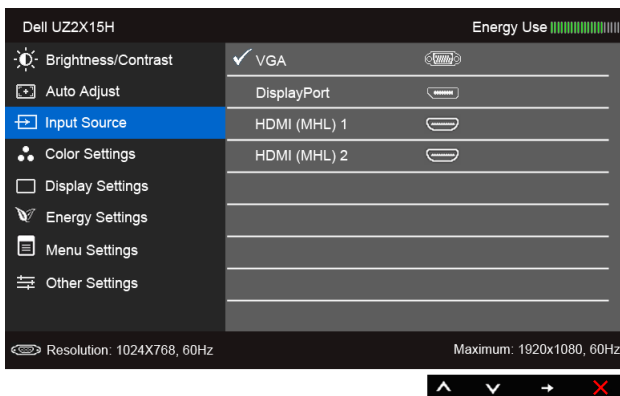 Dell UZ2X15H Energy Use
Brightness/Contrast VGA
Auto Adjust DisplayPort
Input Source HDMI (MHL) 1
Color Settings HDMI (MHL) 2
Display Settings
Energy Settings
Menu Settings
Other Settings
Resolution: 1024X768, 60Hz Maximum: 1920x1080, 60Hz